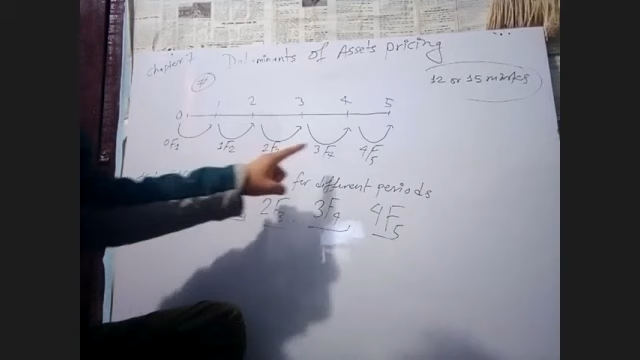 chapter 7 Determinants of Assets pricing
12 or 15 marks
0 1 2 3 4 5
0F1 1F2 2F3 3F4 4F5
for different periods
2F3 3F4 4F5